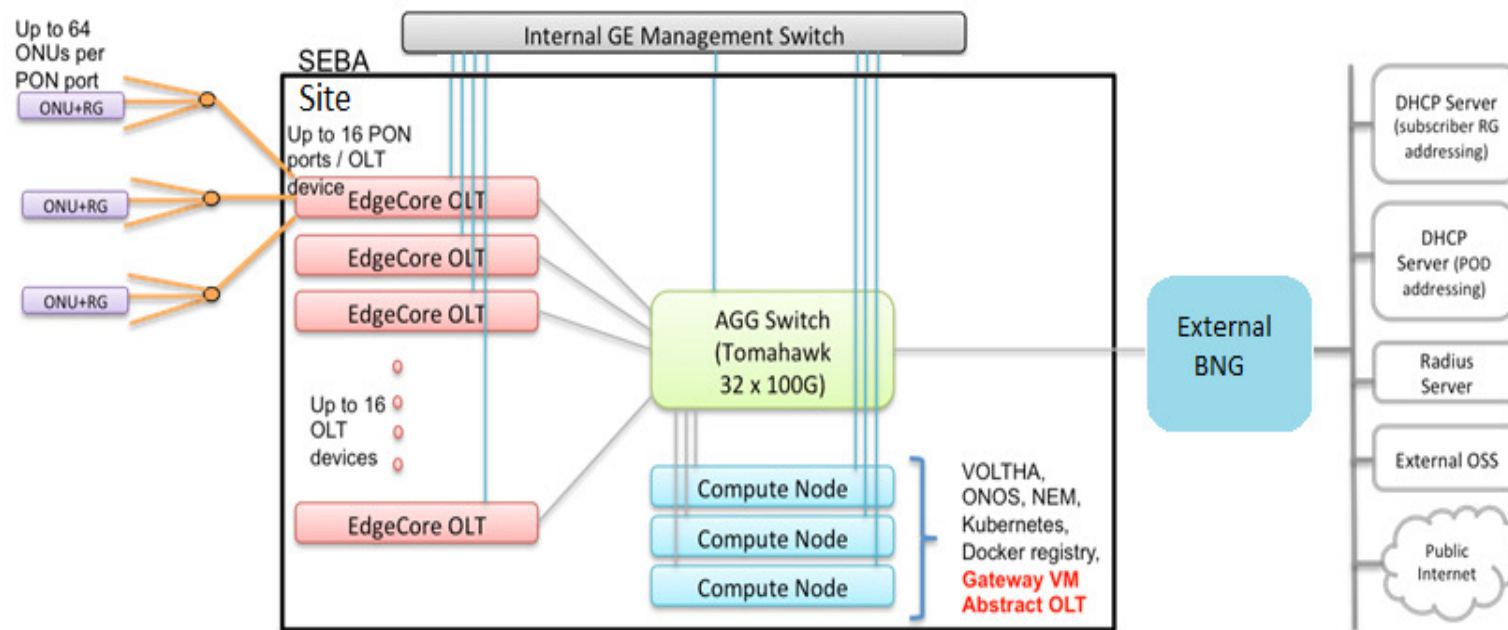 Up to 64
ONUs per
PON port
ONU+RG
ONU+RG
ONU+RG
Internal GE Management Switch
SEBA
Site
Up to 16 PON
ports / OLT
device
EdgeCore OLT
EdgeCore OLT
EdgeCore OLT
Up to 16
OLT
devices
EdgeCore OLT
AGG Switch
(Tomahawk
32 x 100G)
Compute Node
Compute Node
Compute Node
VOLTHA,
ONOS, NEM,
Kubernetes,
Docker registry,
Gateway VM
Abstract OLT
External
BNG
DHCP Server
(subscriber RG
addressing)
DHCP
Server (POD
addressing)
Radius
Server
External OSS
Public
Internet